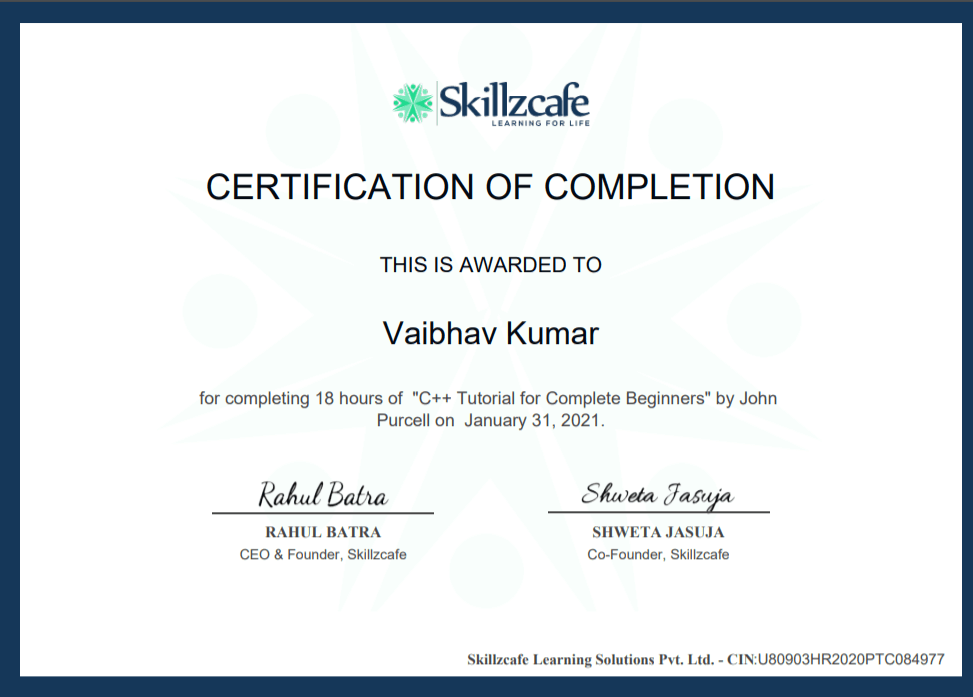 Skillzcafe
LEARNING FOR LIFE
CERTIFICATION OF COMPLETION
THIS IS AWARDED TO
Vaibhav Kumar
for completing 18 hours of "C++ Tutorial for Complete Beginners" by John
Purcell on January 31, 2021.
Rahul Batra
Shweta Jasuja
RAHUL BATRA
SHWETA JASUJA
CEO & Founder, Skillzcafe
Co-Founder, Skillzcafe
Skillzcafe Learning Solutions Pvt. Ltd. - CIN:U80903HR2020PTC084977